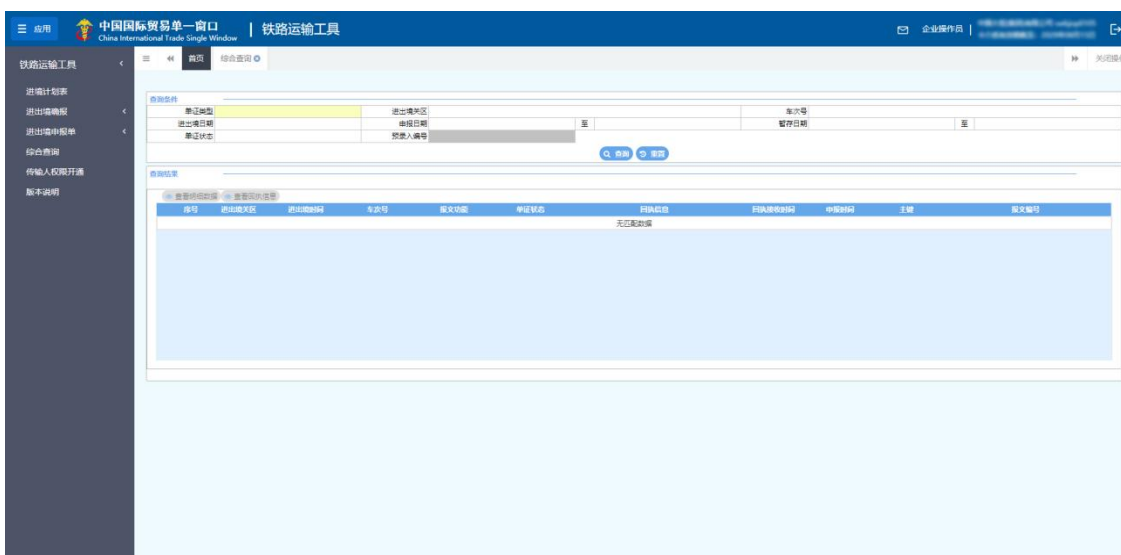 应用
中国国际贸易单一窗口
China International Trade Single Window
铁路运输工具
企业操作员
铁路运输工具
首页
综合查询
进境计划表
进出境确报
进出境申报单
综合查询
传输人权限开通
版本说明
查询条件
单证类型 进出境关区 车次号
进出境日期 申报日期 至 暂存日期 至
单证状态 预录入编号
查询 重置
查询结果
查看明细数据 查看回执信息
序号 进出境关区 进出境时间 车次号 报文功能 单证状态 回执信息 回执接收时间 申报时间 主键 报文编号
无匹配数据